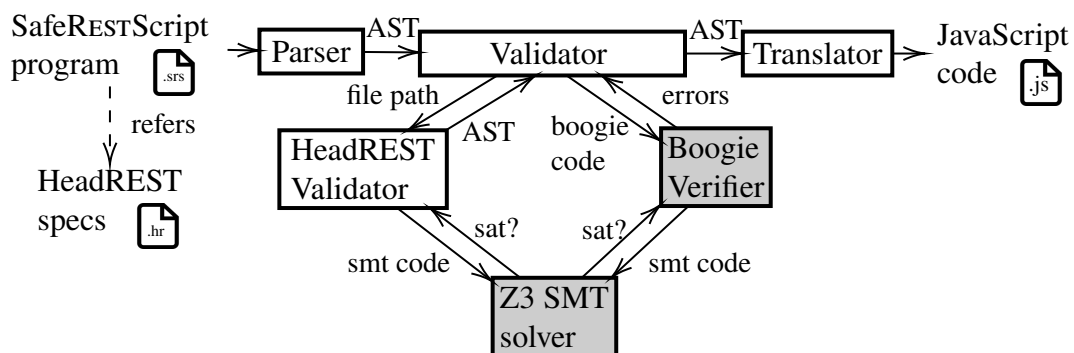 SafeRESTScript
program
.srs
refers
HeadREST
specs
.hr
Parser
AST
Validator
AST
Translator
JavaScript
code
.js
file path
AST
boogie
code
errors
HeadREST
Validator
Boogie
Verifier
sat?
smt code
sat?
smt code
Z3 SMT
solver